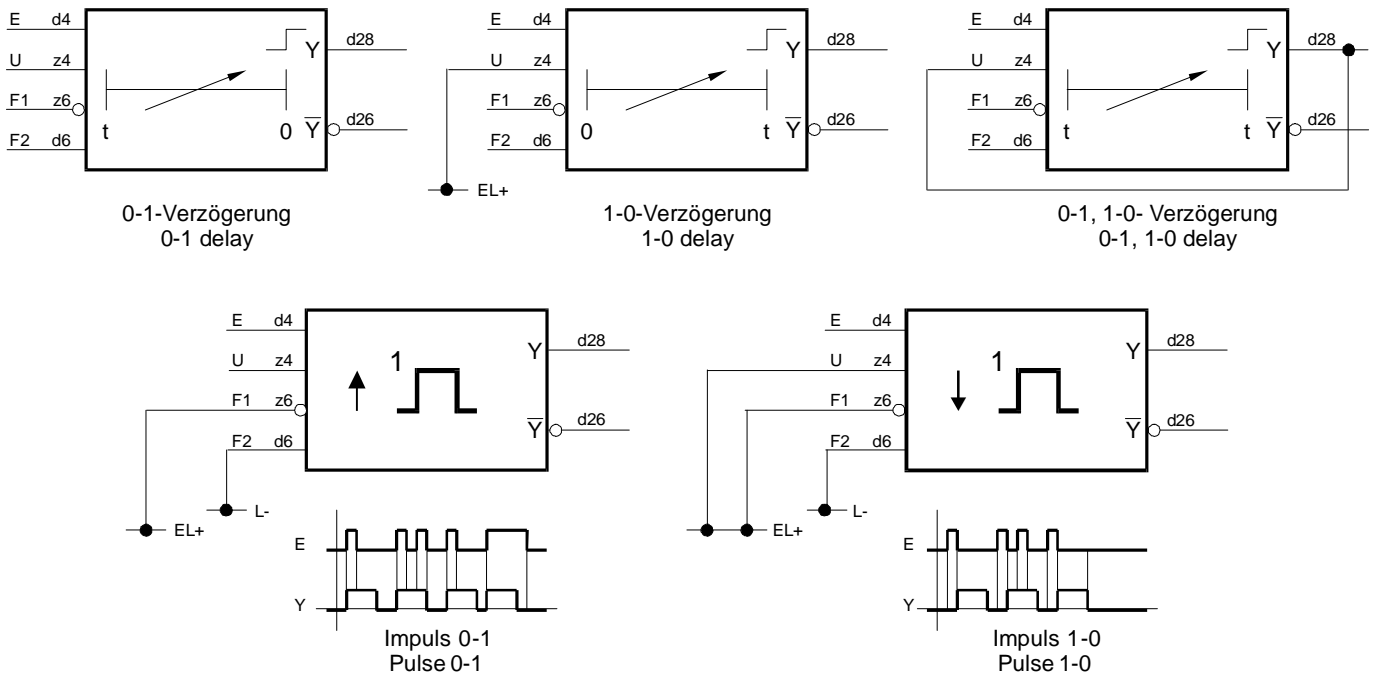 E d4
U z4
F1 z6
F2 d6
t 0
Y d28
Y d26
0-1-Verzögerung
0-1 delay
E d4
U z4
F1 z6
F2 d6
0 t
Y d28
Y d26
EL+
1-0-Verzögerung
1-0 delay
E d4
U z4
F1 z6
F2 d6
t t
Y d28
Y d26
0-1, 1-0- Verzögerung
0-1, 1-0 delay
E d4
U z4
F1 z6
F2 d6
1
Y d28
Y d26
L-
EL+
E
Y
Impuls 0-1
Pulse 0-1
E d4
U z4
F1 z6
F2 d6
1
Y d28
Y d26
L-
EL+
E
Y
Impuls 1-0
Pulse 1-0